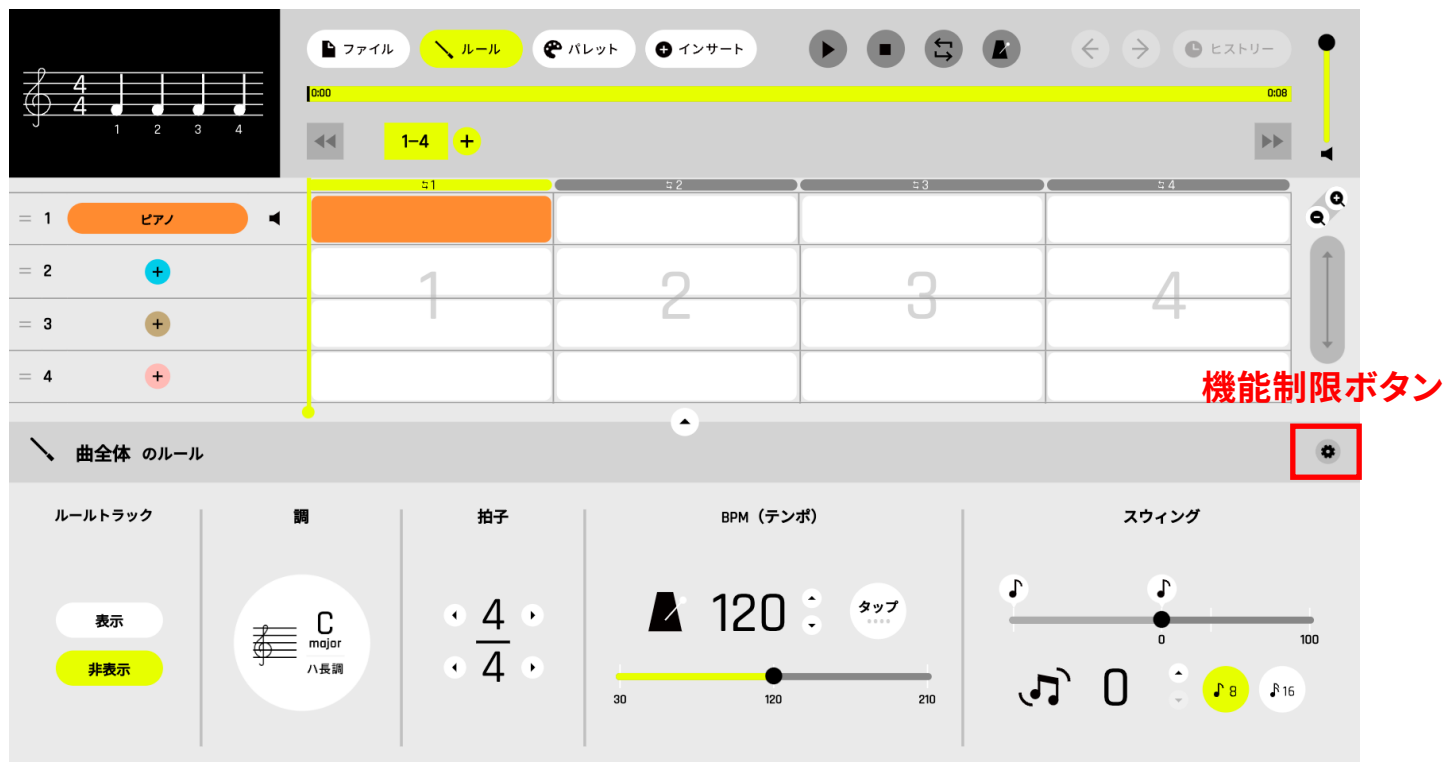 ファイル
ルール
パレット
インサート
ヒストリー
4
4
1 2 3 4
0:00
0:08
1–4
+
1 2 3 4
= 1 ピアノ
= 2 +
1 2 3 4
= 3 +
= 4 +
機能制限ボタン
曲全体 のルール
ルールトラック
調
拍子
BPM（テンポ）
スウィング
表示
非表示
C
major
ハ長調
4
4
120
タップ
30 120 210
0 100
0
8
16